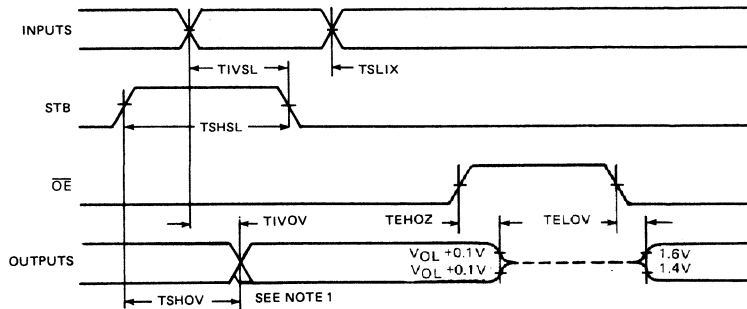 INPUTS
TIVSL
TSLIX
STB
TSHSL
OE
TIVOV
TEHOZ
TELOV
OUTPUTS
VOL +0.1V
1.6V
VOL +0.1V
1.4V
TSHOV
SEE NOTE 1